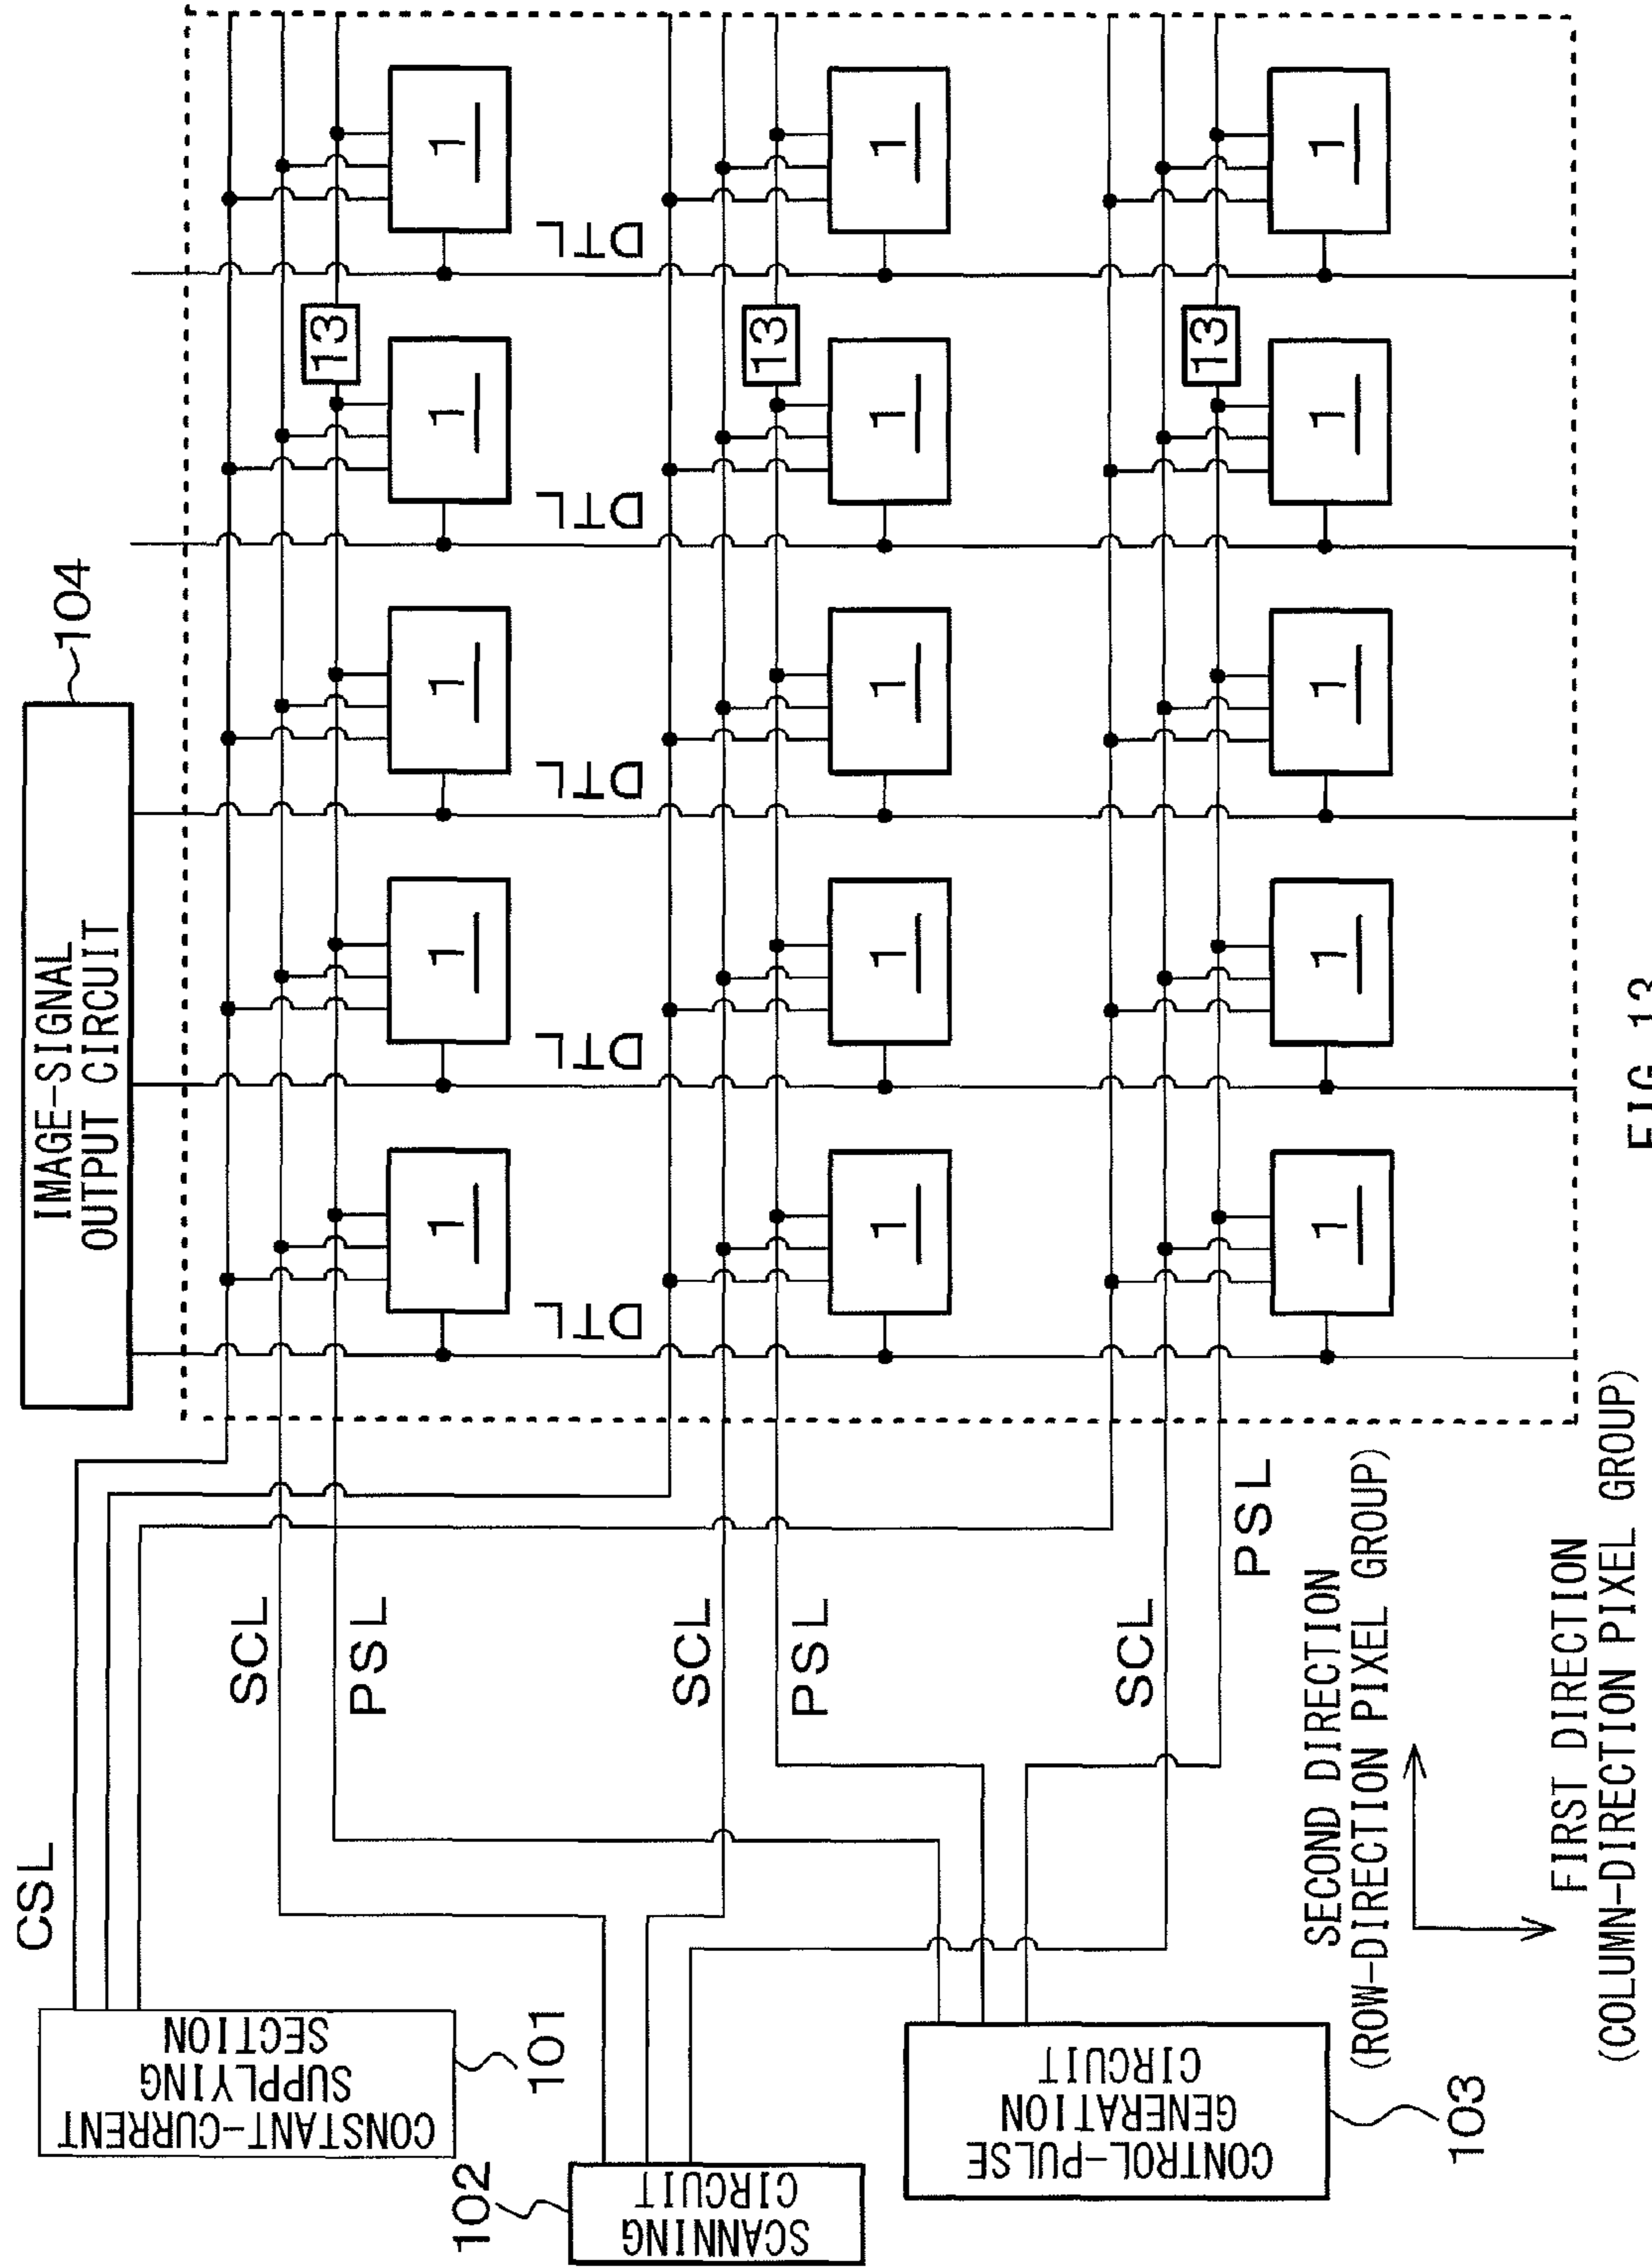 IMAGE-SIGNAL
OUTPUT CIRCUIT
104
CSL
CONSTANT-CURRENT
SUPPLYING
SECTION
101
SCL
PSL
102
SCANNING
CIRCUIT
SCL
PSL
CONTROL-PULSE
GENERATION
CIRCUIT
103
SCL
PSL
1
1
1
1
13
1
DTL
DTL
DTL
DTL
DTL
1
1
1
1
13
1
1
1
1
1
13
1
SECOND DIRECTION
(ROW-DIRECTION PIXEL GROUP)
FIRST DIRECTION
(COLUMN-DIRECTION PIXEL GROUP)
FIG. 13